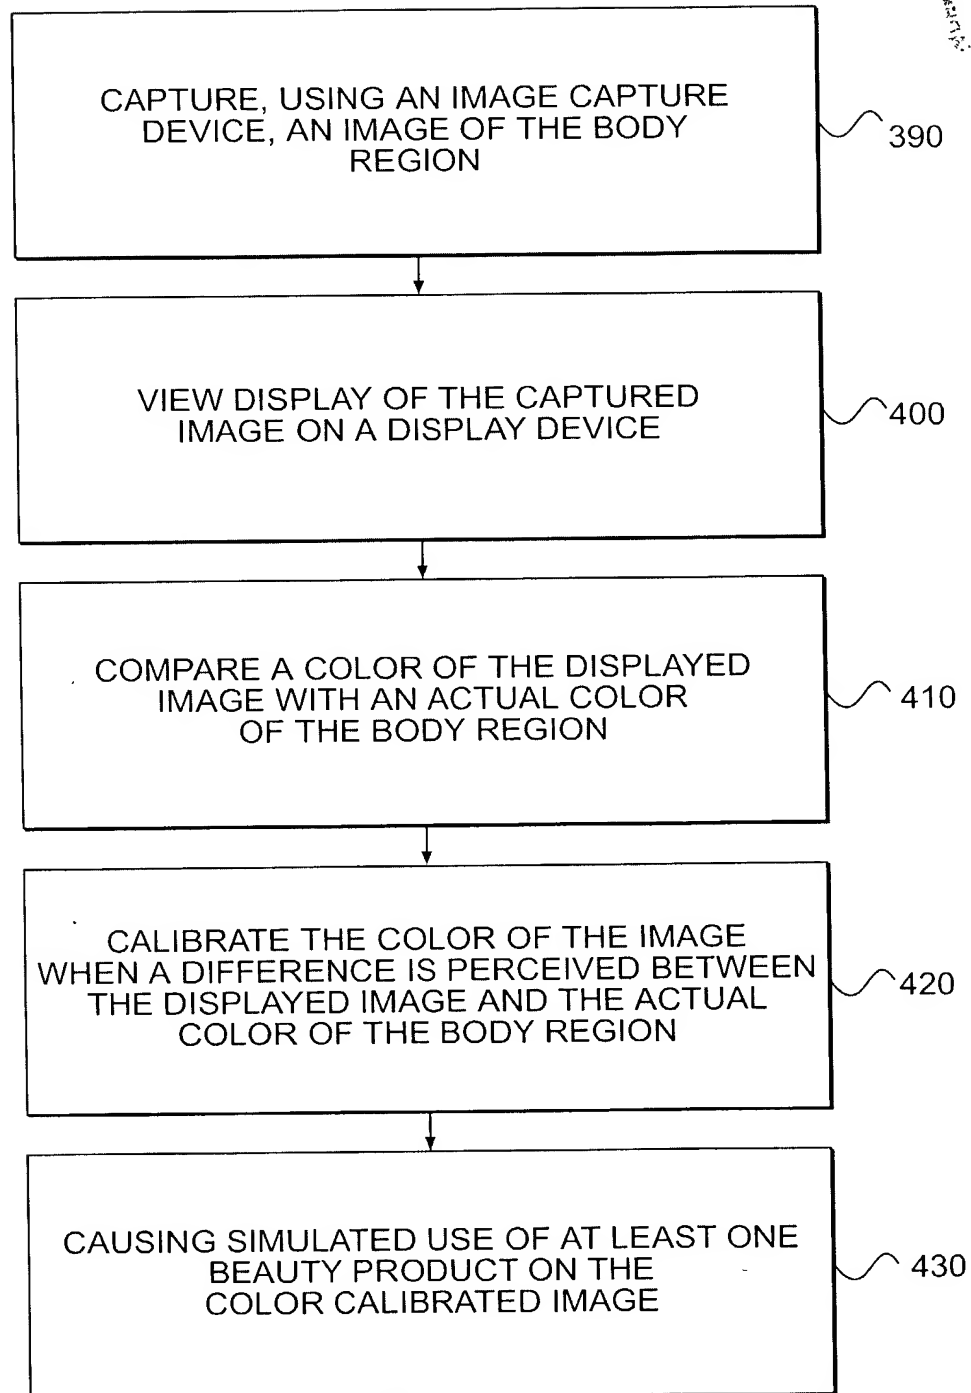 CAPTURE, USING AN IMAGE CAPTURE
DEVICE, AN IMAGE OF THE BODY
REGION
390
VIEW DISPLAY OF THE CAPTURED
IMAGE ON A DISPLAY DEVICE
400
COMPARE A COLOR OF THE DISPLAYED
IMAGE WITH AN ACTUAL COLOR
OF THE BODY REGION
410
CALIBRATE THE COLOR OF THE IMAGE
WHEN A DIFFERENCE IS PERCEIVED BETWEEN
THE DISPLAYED IMAGE AND THE ACTUAL
COLOR OF THE BODY REGION
420
CAUSING SIMULATED USE OF AT LEAST ONE
BEAUTY PRODUCT ON THE
COLOR CALIBRATED IMAGE
430